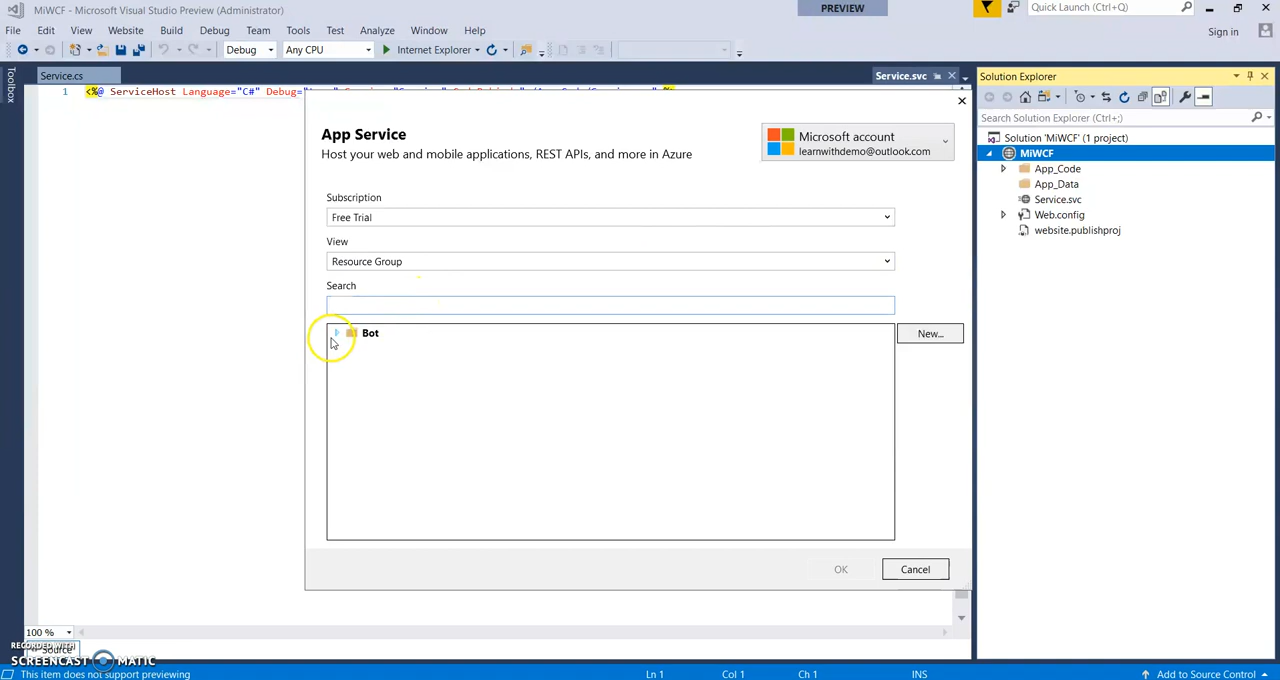 MiWCF - Microsoft Visual Studio Preview (Administrator)
PREVIEW
Quick Launch (Ctrl+Q)
File Edit View Website Build Debug Team Tools Test Analyze Window Help
Sign in
Debug Any CPU Internet Explorer
Toolbox
Service.cs
Service.svc
1 <%@ ServiceHost Language="C#" Debug= %>
App Service
Host your web and mobile applications, REST APIs, and more in Azure
Microsoft account
learnwithdemo@outlook.com
Subscription
Free Trial
View
Resource Group
Search
Bot
New...
OK
Cancel
Solution Explorer
Search Solution Explorer (Ctrl+;)
Solution 'MiWCF' (1 project)
MiWCF
App_Code
App_Data
Service.svc
Web.config
website.publishproj
100 %
Source
RECORDED WITH
SCREENCAST MATIC
This item does not support previewing
Ln 1 Col 1 Ch 1 INS
Add to Source Control